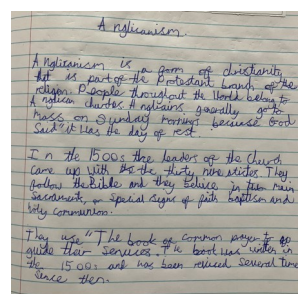 Anglicanism
Anglicanism is a form of christianity
that is part of the Protestant branch of the
religion. People throughout the World belong to
Anglican churches. Anglicans generally go to
mass on Sunday morning because God
said it was the day of rest.
In the 1500s the leaders of the Church
came up with the thirty nine articles. They
follow the Bible and they believe in two main
Sacraments, or special signs of faith baptism and
holy communion.
They use "The book of common prayer to
guide their services. The book was written in
the 1500s and has been revised several times
since then.